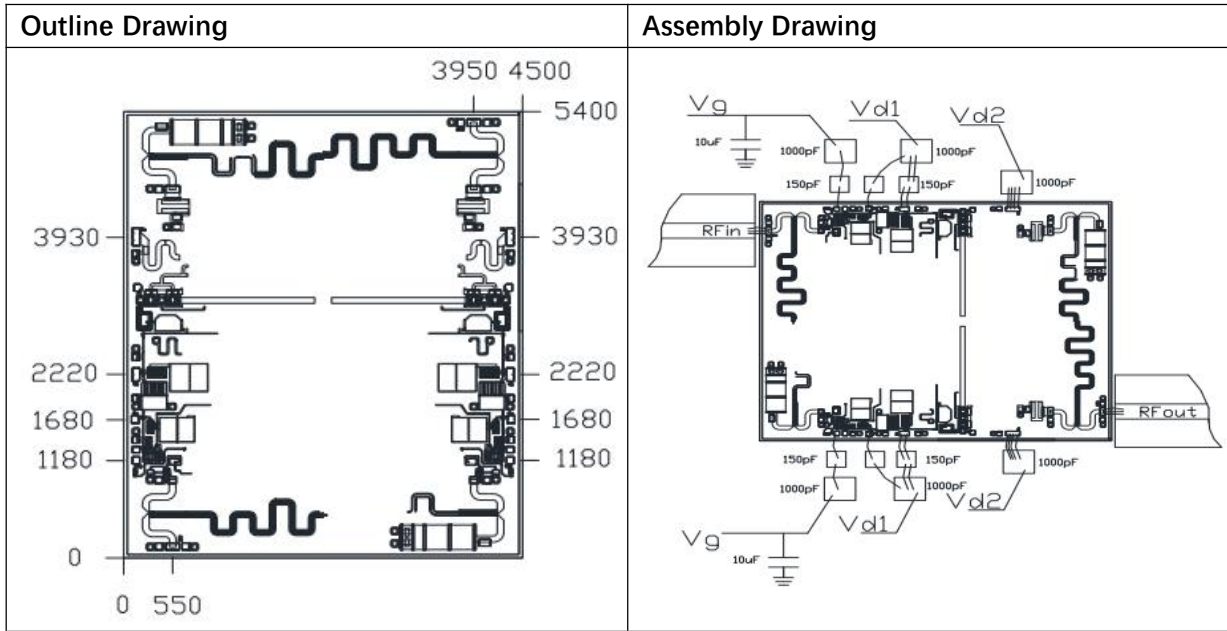 Outline Drawing
3950 4500
5400
3930 3930
2220 2220
1680 1680
1180 1180
0
0 550
Assembly Drawing
Vg Vd1 Vd2
10uF 1000pF 1000pF
150pF 150pF 1000pF
RFin
RFout
150pF 150pF 1000pF
1000pF 1000pF
Vd1 Vd2
Vg
10uF